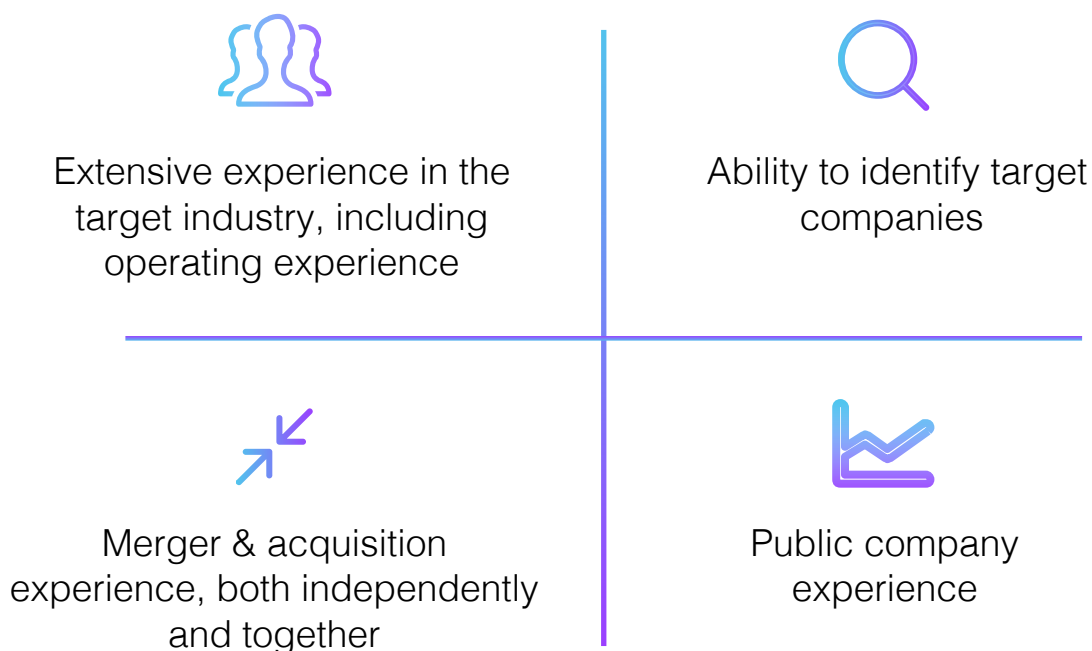 Extensive experience in the
target industry, including
operating experience
Ability to identify target
companies
Merger & acquisition
experience, both independently
and together
Public company
experience